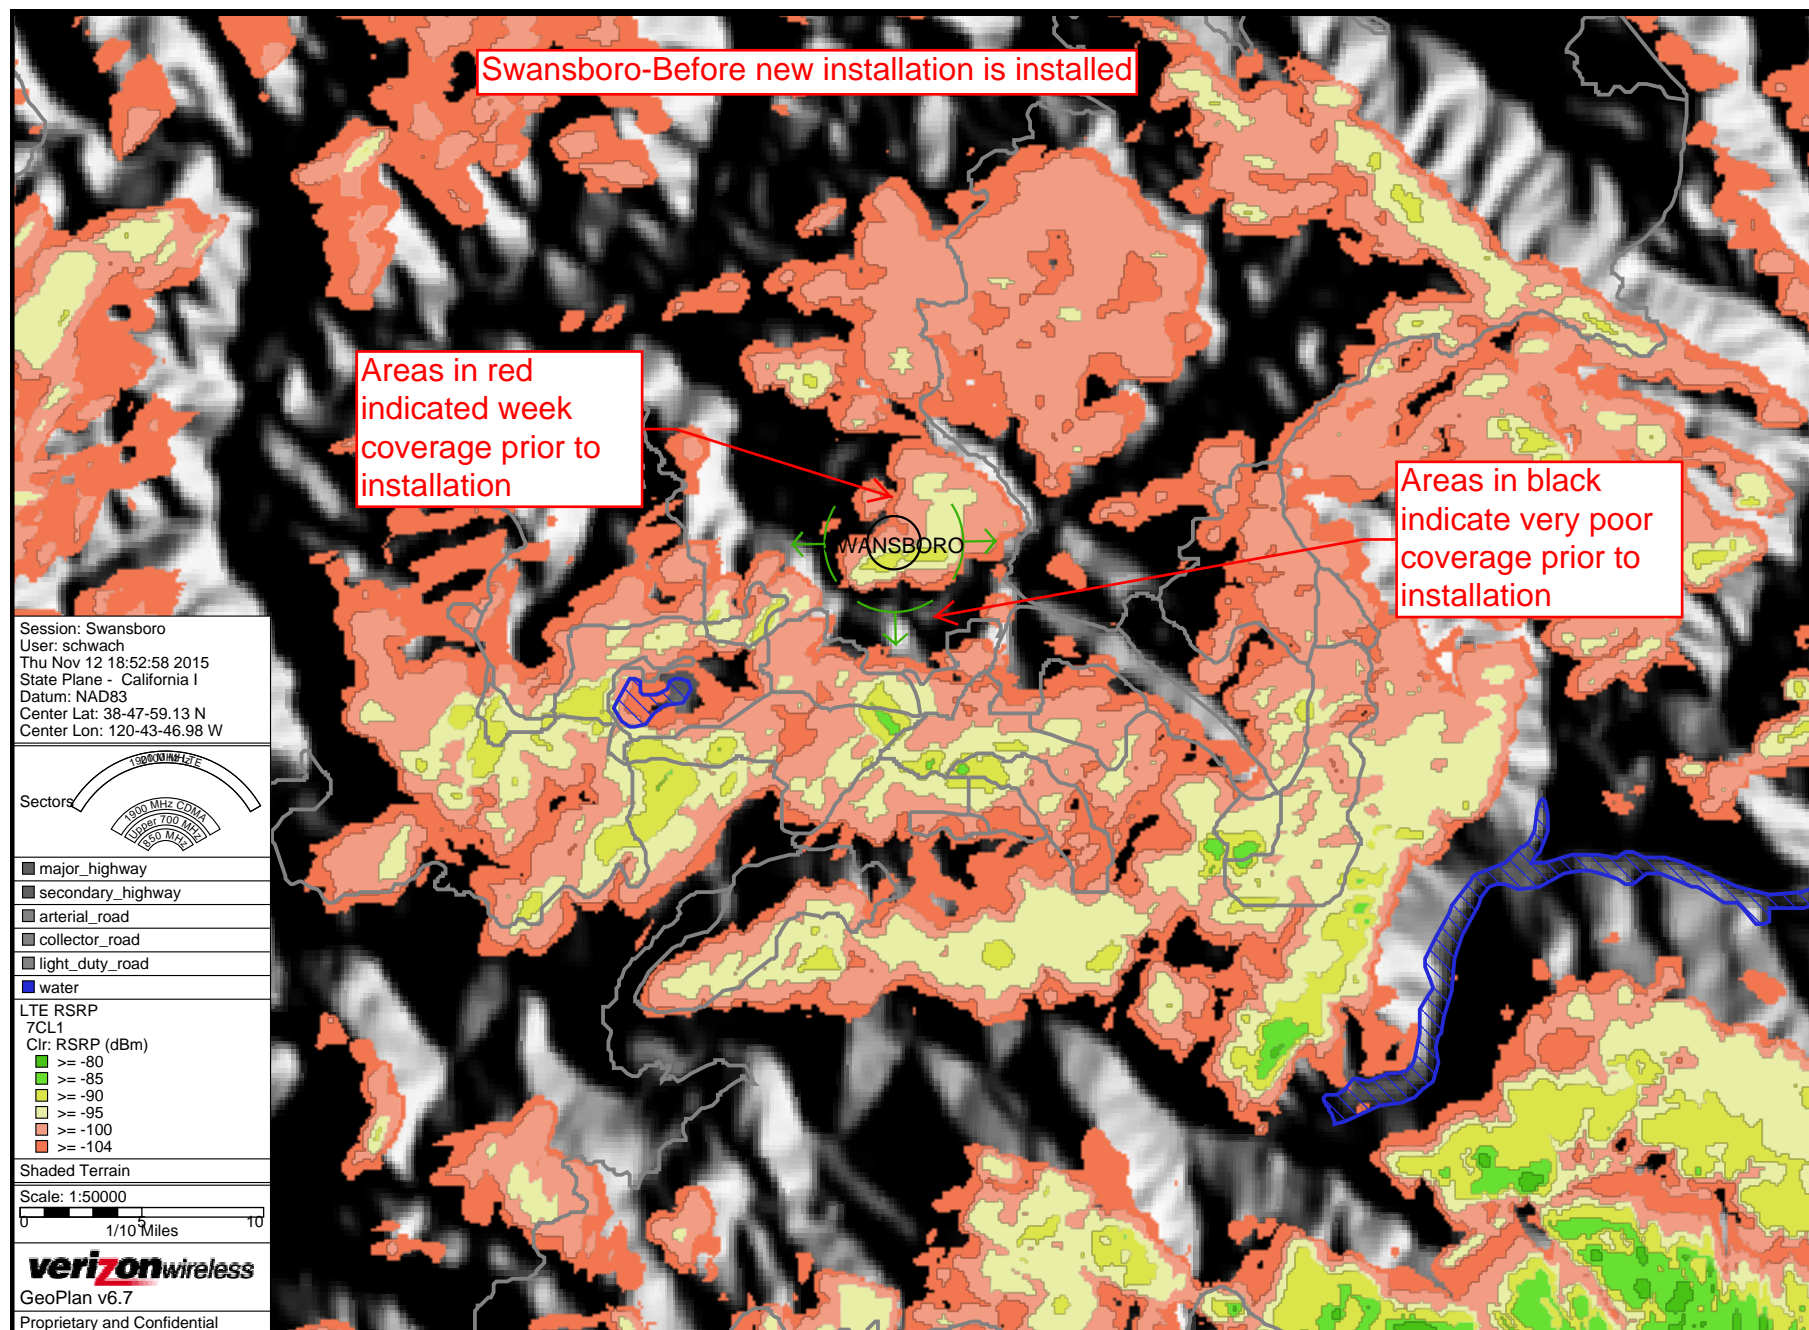 Swansboro-Before new installation is installed
Areas in red
indicated week
coverage prior to
installation
Areas in black
indicate very poor
coverage prior to
installation
WANSBORO
Session: Swansboro
User: schwach
Thu Nov 12 18:52:58 2015
State Plane - California I
Datum: NAD83
Center Lat: 38-47-59.13 N
Center Lon: 120-43-46.98 W
Sectors
1900 MHz CDMA
Upper 700 MHz
850 MHz
major_highway
secondary_highway
arterial_road
collector_road
light_duty_road
water
LTE RSRP
7CL1
Clr: RSRP (dBm)
>= -80
>= -85
>= -90
>= -95
>= -100
>= -104
Shaded Terrain
Scale: 1:50000
0 5 10
1/10 Miles
verizonwireless
GeoPlan v6.7
Proprietary and Confidential